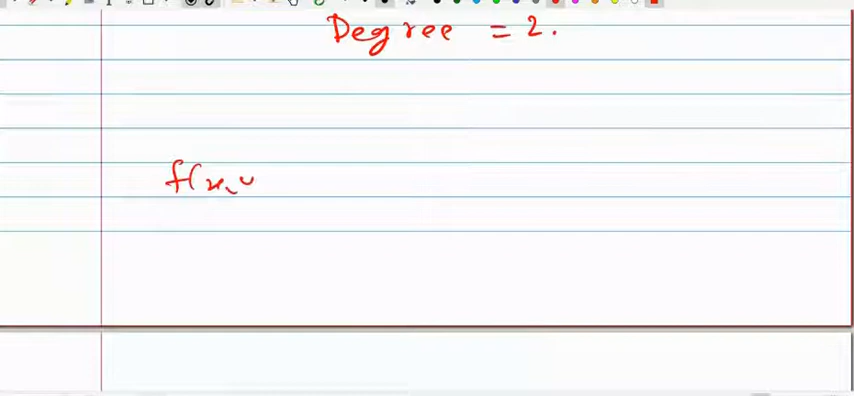 Degree = 2.
f(x,